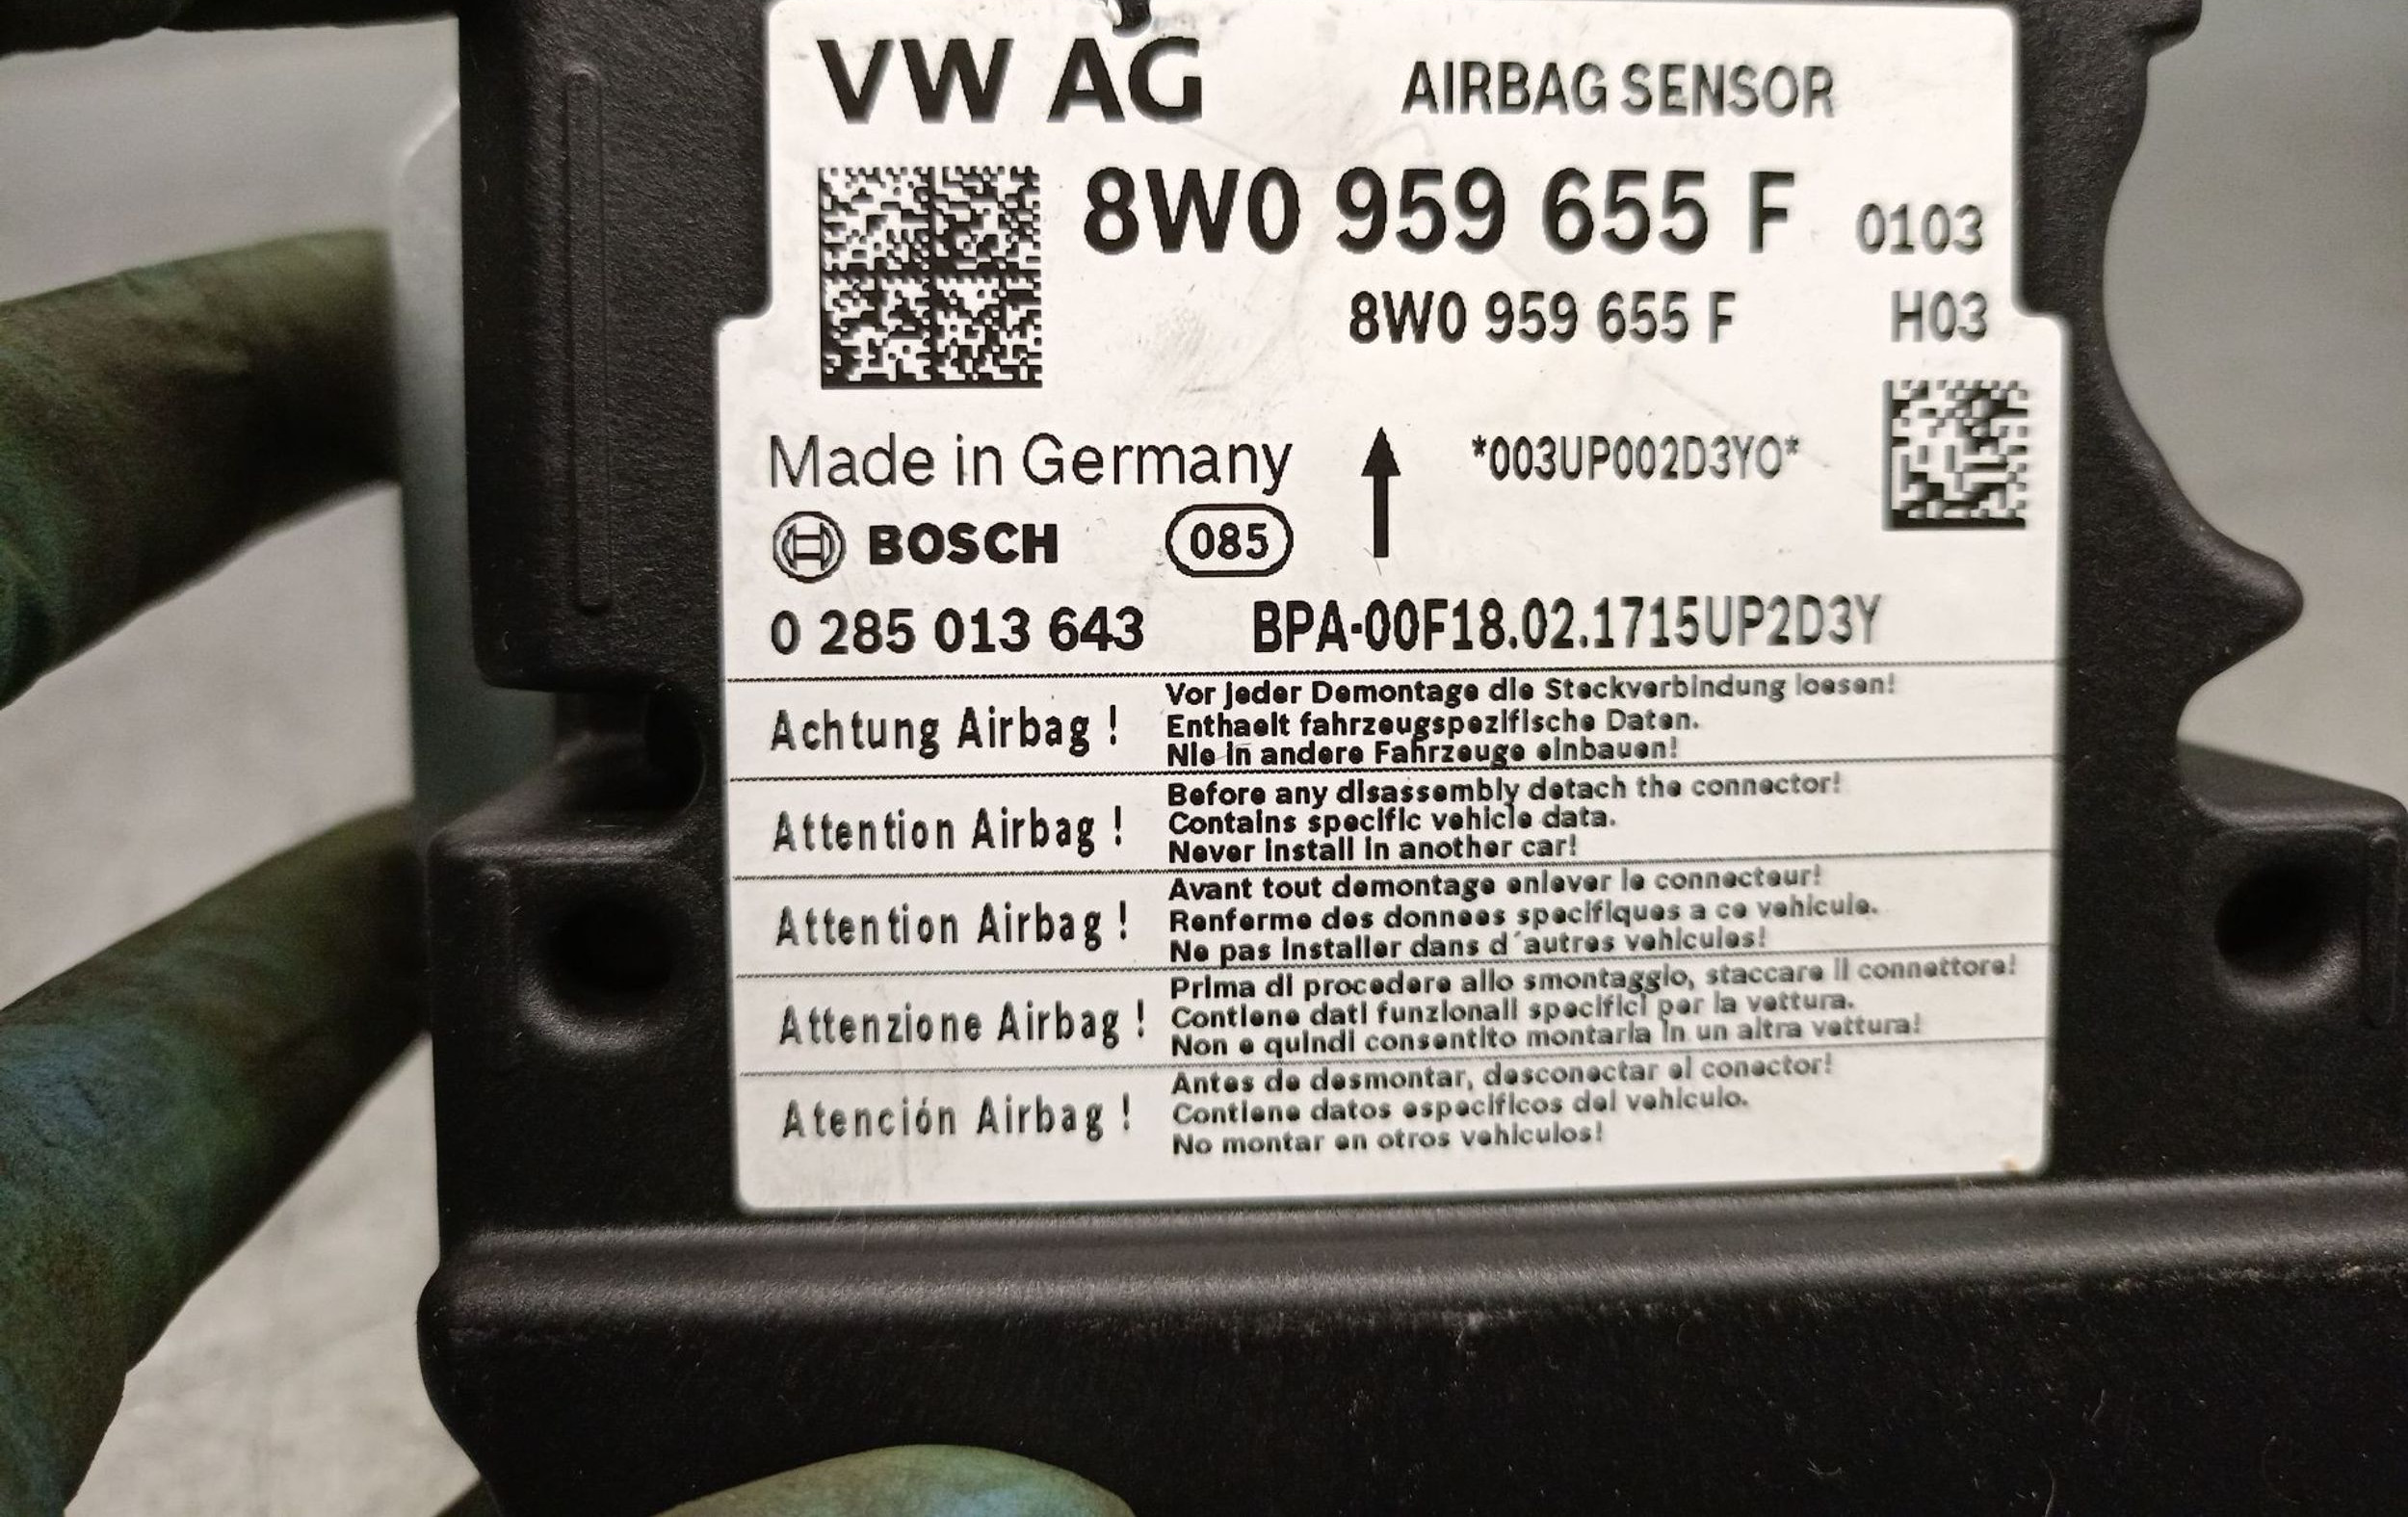 VW AG AIRBAG SENSOR
8W0 959 655 F 0103
8W0 959 655 F H03
Made in Germany *003UP002D3Y0*
BOSCH 085
0 285 013 643 BPA-00F18.02.1715UP2D3Y
Achtung Airbag !
Vor jeder Demontage die Steckverbindung loesen!
Enthaelt fahrzeugspezifische Daten.
Nie in andere Fahrzeuge einbauen!
Attention Airbag !
Before any disassembly detach the connector!
Contains specific vehicle data.
Never install in another car!
Attention Airbag !
Avant tout demontage enlever le connecteur!
Renferme des donnees specifiques a ce vehicule.
Ne pas installer dans d´autres vehicules!
Attenzione Airbag !
Prima di procedere allo smontaggio, staccare il connettore!
Contiene dati funzionali specifici per la vettura.
Non e quindi consentito montarla in un altra vettura!
Atención Airbag !
Antes de desmontar, desconectar el conector!
Contiene datos especificos del vehiculo.
No montar en otros vehiculos!